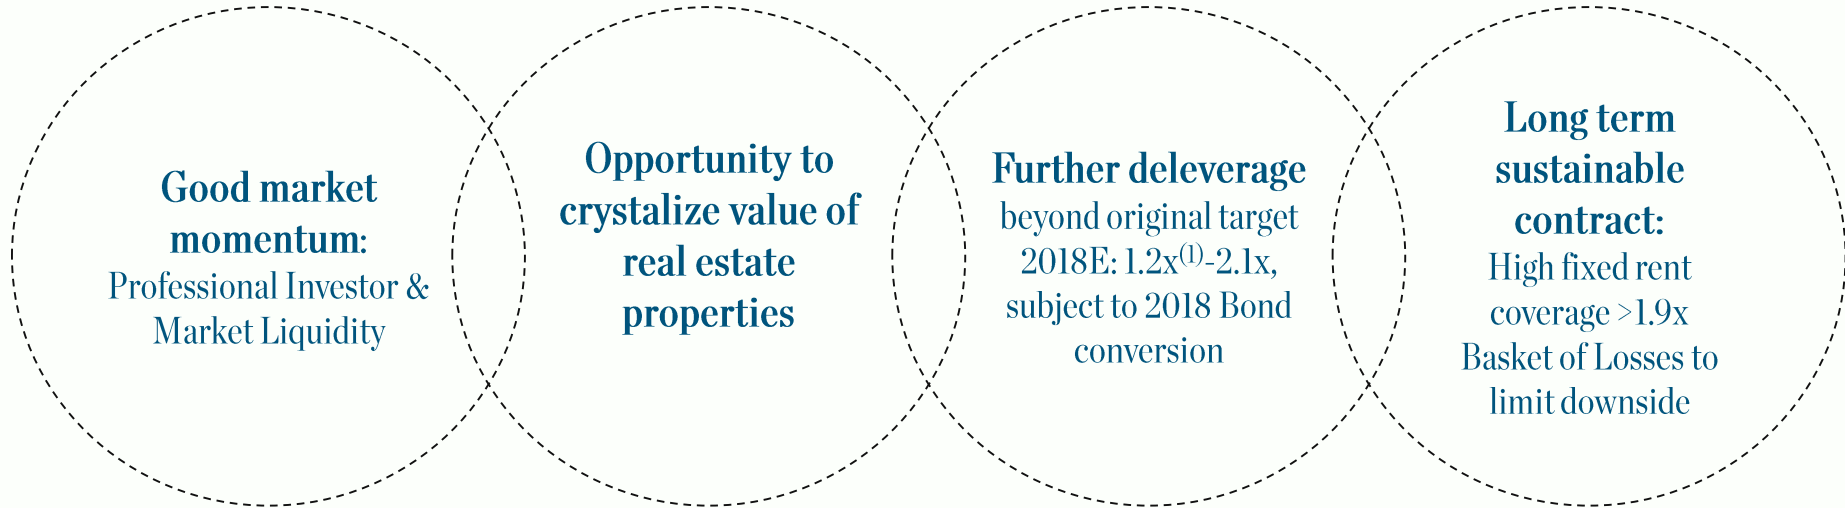 Good market
momentum:
Professional Investor &
Market Liquidity
Opportunity to
crystalize value of
real estate
properties
Further deleverage
beyond original target
2018E: 1.2x(1)-2.1x,
subject to 2018 Bond
conversion
Long term
sustainable
contract:
High fixed rent
coverage >1.9x
Basket of Losses to
limit downside